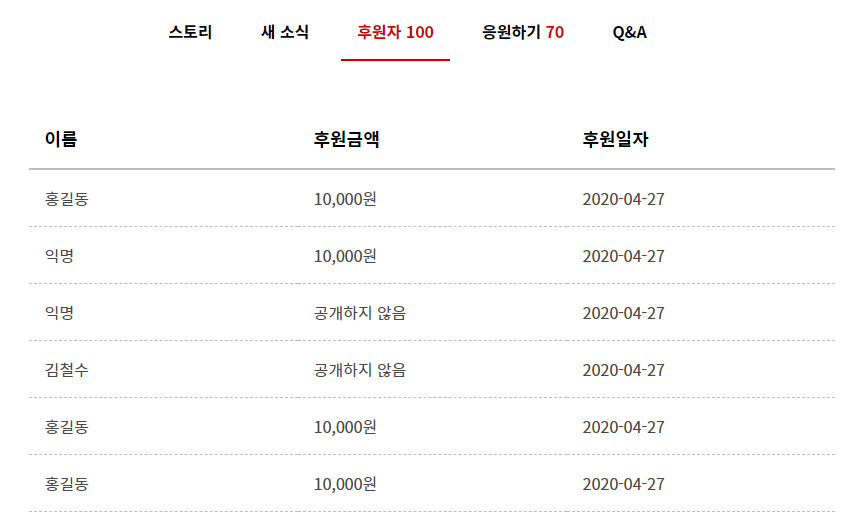 스토리 새 소식 후원자 100 응원하기 70 Q&A
이름 후원금액 후원일자
홍길동 10,000원 2020-04-27
익명 10,000원 2020-04-27
익명 공개하지 않음 2020-04-27
김철수 공개하지 않음 2020-04-27
홍길동 10,000원 2020-04-27
홍길동 10,000원 2020-04-27